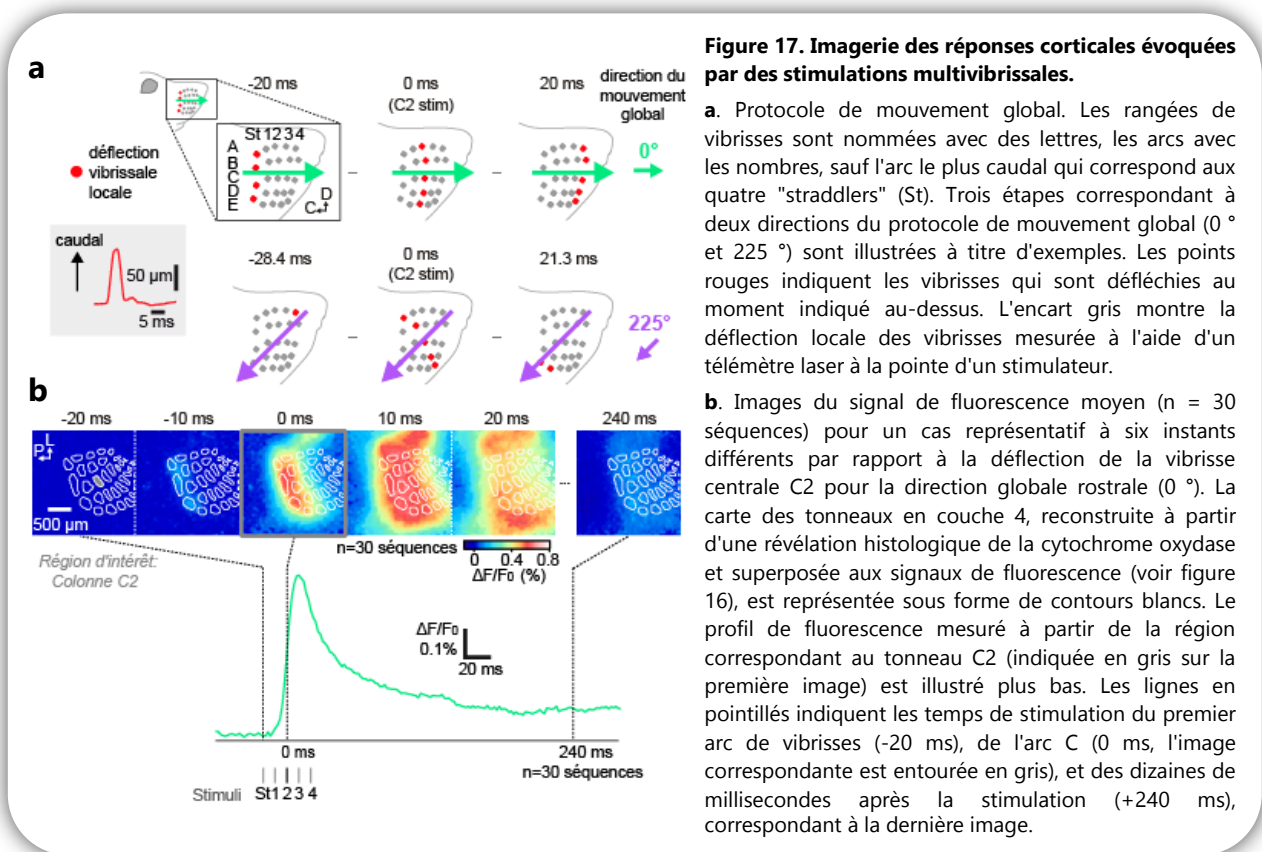 a
-20 ms
0 ms
(C2 stim)
20 ms
direction du
mouvement
global
déflection
vibrissale
locale
St 1 2 3 4
A
B
C
D
E
D
C
0°
caudal
50 µm
5 ms
-28.4 ms
0 ms
(C2 stim)
21.3 ms
225°
b
-20 ms
-10 ms
0 ms
10 ms
20 ms
240 ms
L
P
500 µm
n=30 séquences
0 0.4 0.8
ΔF/F0 (%)
Région d'intérêt:
Colonne C2
ΔF/F0
0.1%
20 ms
0 ms
240 ms
n=30 séquences
Stimuli
St 1 2 3 4
Figure 17. Imagerie des réponses corticales évoquées
par des stimulations multivibrissales.
a. Protocole de mouvement global. Les rangées de
vibrisses sont nommées avec des lettres, les arcs avec
les nombres, sauf l'arc le plus caudal qui correspond aux
quatre "straddlers" (St). Trois étapes correspondant à
deux directions du protocole de mouvement global (0 °
et 225 °) sont illustrées à titre d'exemples. Les points
rouges indiquent les vibrisses qui sont défléchies au
moment indiqué au-dessus. L'encart gris montre la
déflection locale des vibrisses mesurée à l'aide d'un
télémètre laser à la pointe d'un stimulateur.
b. Images du signal de fluorescence moyen (n = 30
séquences) pour un cas représentatif à six instants
différents par rapport à la déflection de la vibrisse
centrale C2 pour la direction globale rostrale (0 °). La
carte des tonneaux en couche 4, reconstruite à partir
d'une révélation histologique de la cytochrome oxydase
et superposée aux signaux de fluorescence (voir figure
16), est représentée sous forme de contours blancs. Le
profil de fluorescence mesuré à partir de la région
correspondant au tonneau C2 (indiquée en gris sur la
première image) est illustré plus bas. Les lignes en
pointillés indiquent les temps de stimulation du premier
arc de vibrisses (-20 ms), de l'arc C (0 ms, l'image
correspondante est entourée en gris), et des dizaines de
millisecondes après la stimulation (+240 ms),
correspondant à la dernière image.